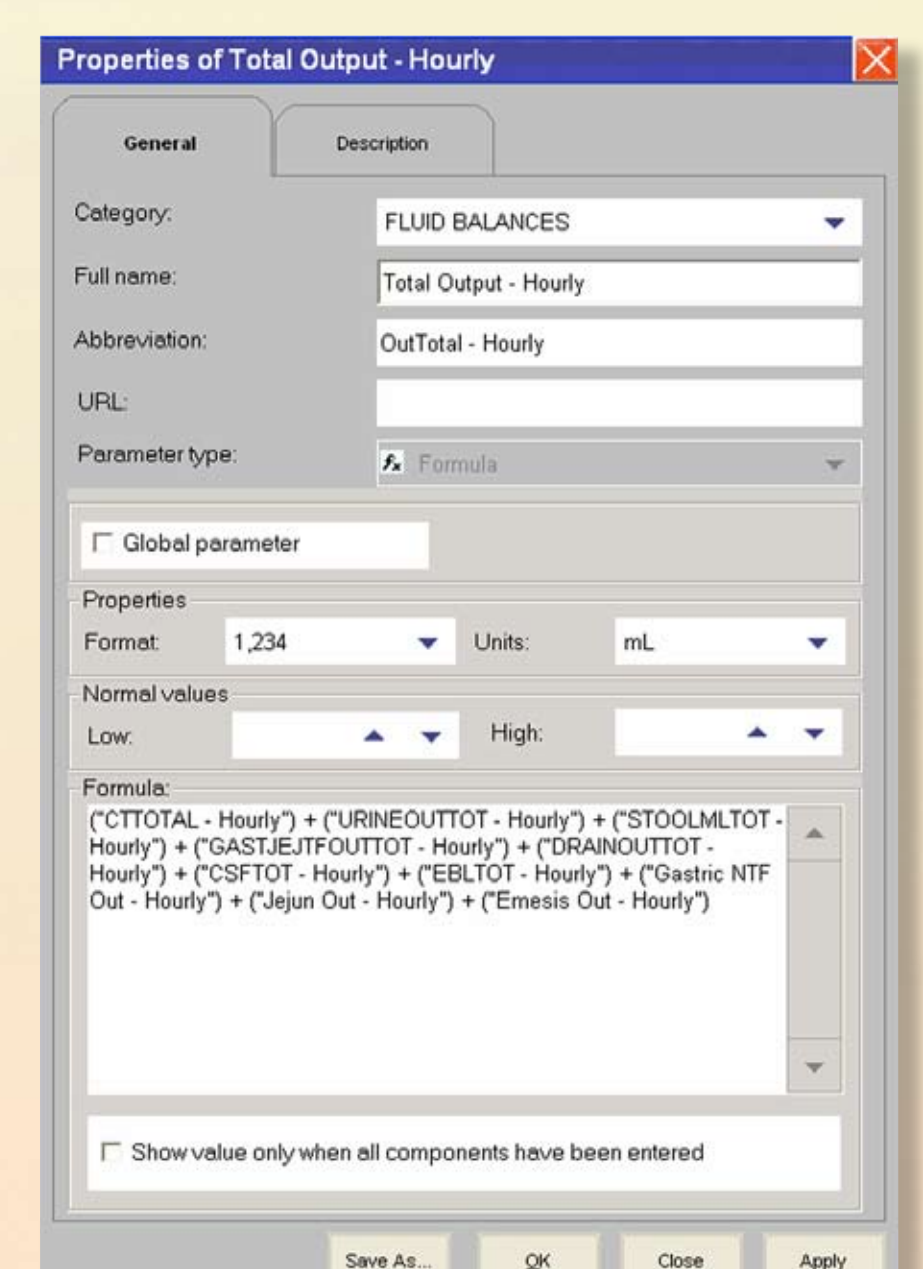 Properties of Total Output - Hourly
General
Description
Category:
FLUID BALANCES
Full name:
Total Output - Hourly
Abbreviation:
OutTotal - Hourly
URL:
Parameter type:
fx Formula
Global parameter
Properties
Format:
1,234
Units:
mL
Normal values
Low:
High:
Formula:
("CTTOTAL - Hourly") + ("URINEOUTTOT - Hourly") + ("STOOLMLTOT -
Hourly") + ("GASTJEJTFOUTTOT - Hourly") + ("DRAINOUTTOT -
Hourly") + ("CSFTOT - Hourly") + ("EBLTOT - Hourly") + ("Gastric NTF
Out - Hourly") + ("Jejun Out - Hourly") + ("Emesis Out - Hourly")
Show value only when all components have been entered
Save As...
OK
Close
Apply